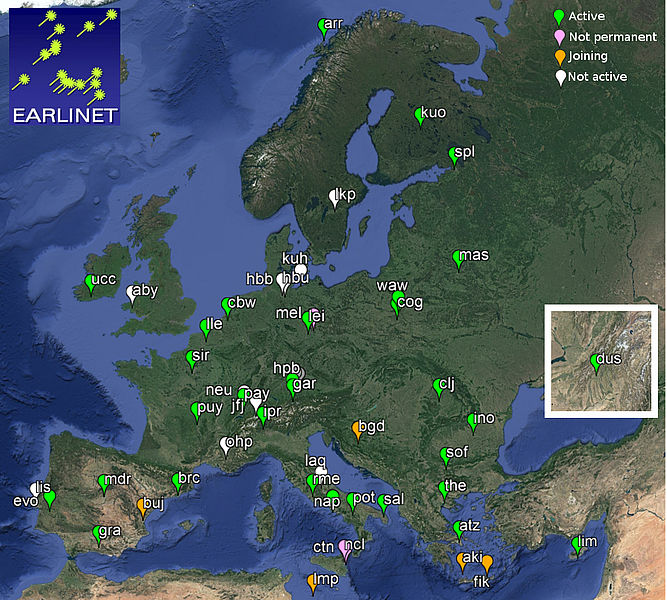 EARLINET
Active
Not permanent
Joining
Not active
arr
kuo
spl
lkp
mas
kuh
hbb hbu
ucc
aby
cbw
waw
cog
mel lei
lle
sir
dus
hpb
gar
neu pay
jfj
ipr
puy
clj
ino
bgd
ohp
sof
laq
rme
lis
evo
mdr
brc
buj
nap
pot
sal
the
gra
atz
lim
ctn ncl
aki
fik
lmp